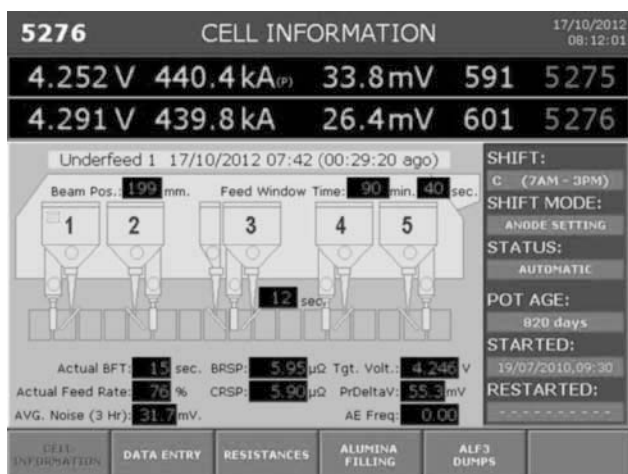 5276 CELL INFORMATION 17/10/2012 08:12:01
4.252 V 440.4 kA(P) 33.8mV 591 5275
4.291 V 439.8 kA 26.4mV 601 5276
Underfeed 1 17/10/2012 07:42 (00:29:20 ago)
Beam Pos.: 199 mm. Feed Window Time: 90 min. 40 sec.
1 2 3 4 5
12 sec.
Actual BFT: 15 sec. BRSP: 5.95 µΩ Tgt. Volt.: 4.246 V
Actual Feed Rate: 76 % CRSP: 5.90 µΩ PrDeltaV: 55.3 mV
AVG. Noise (3 Hr): 31.7 mV. AE Freq: 0.00
SHIFT:
C (7AM - 3PM)
SHIFT MODE:
ANODE SETTING
STATUS:
AUTOMATIC
POT AGE:
820 days
STARTED:
19/07/2010,09:30
RESTARTED:
- - - - - - - - - -
CELL INFORMATION DATA ENTRY RESISTANCES ALUMINA FILLING ALF3 DUMPS